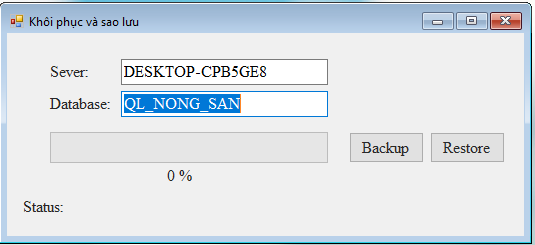 Khôi phục và sao lưu
Sever: DESKTOP-CPB5GE8
Database: QL_NONG_SAN
Backup Restore
0 %
Status: